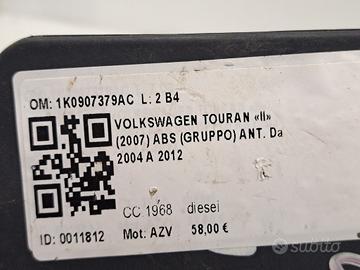 OM: 1K0907379AC L: 2 B4
VOLKSWAGEN TOURAN «II»
(2007) ABS (GRUPPO) ANT. Da
2004 A 2012
CC 1968 diesel
ID: 0011812 Mot: AZV 58,00 €
subito